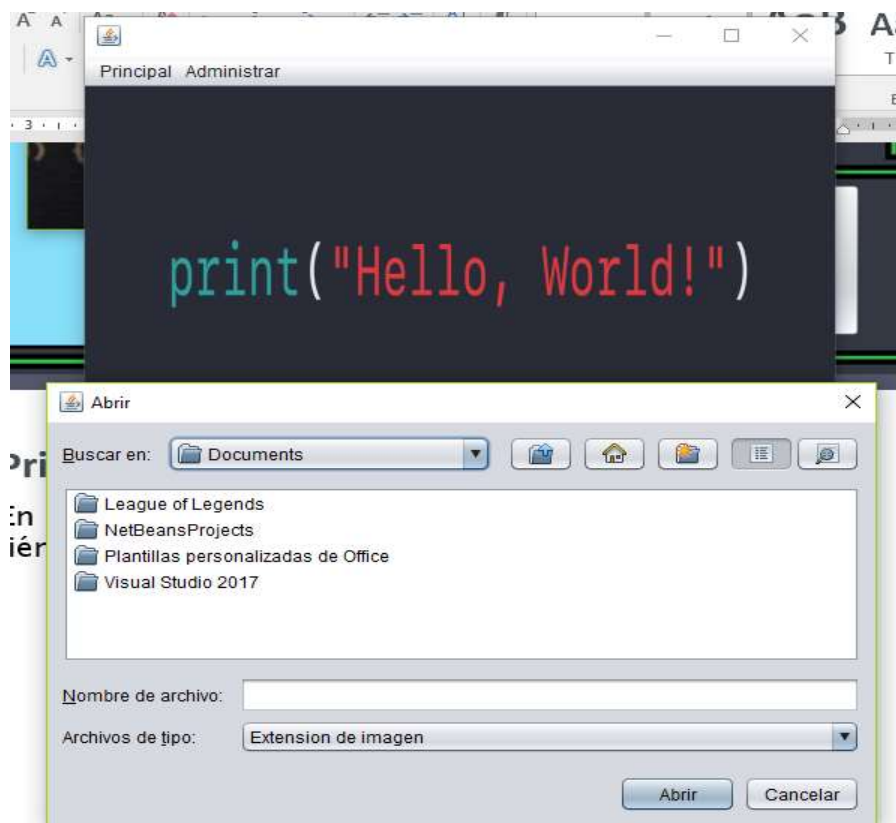 Principal Administrar
print("Hello, World!")
Abrir
Buscar en: Documents
League of Legends
NetBeansProjects
Plantillas personalizadas de Office
Visual Studio 2017
Nombre de archivo:
Archivos de tipo: Extension de imagen
Abrir Cancelar